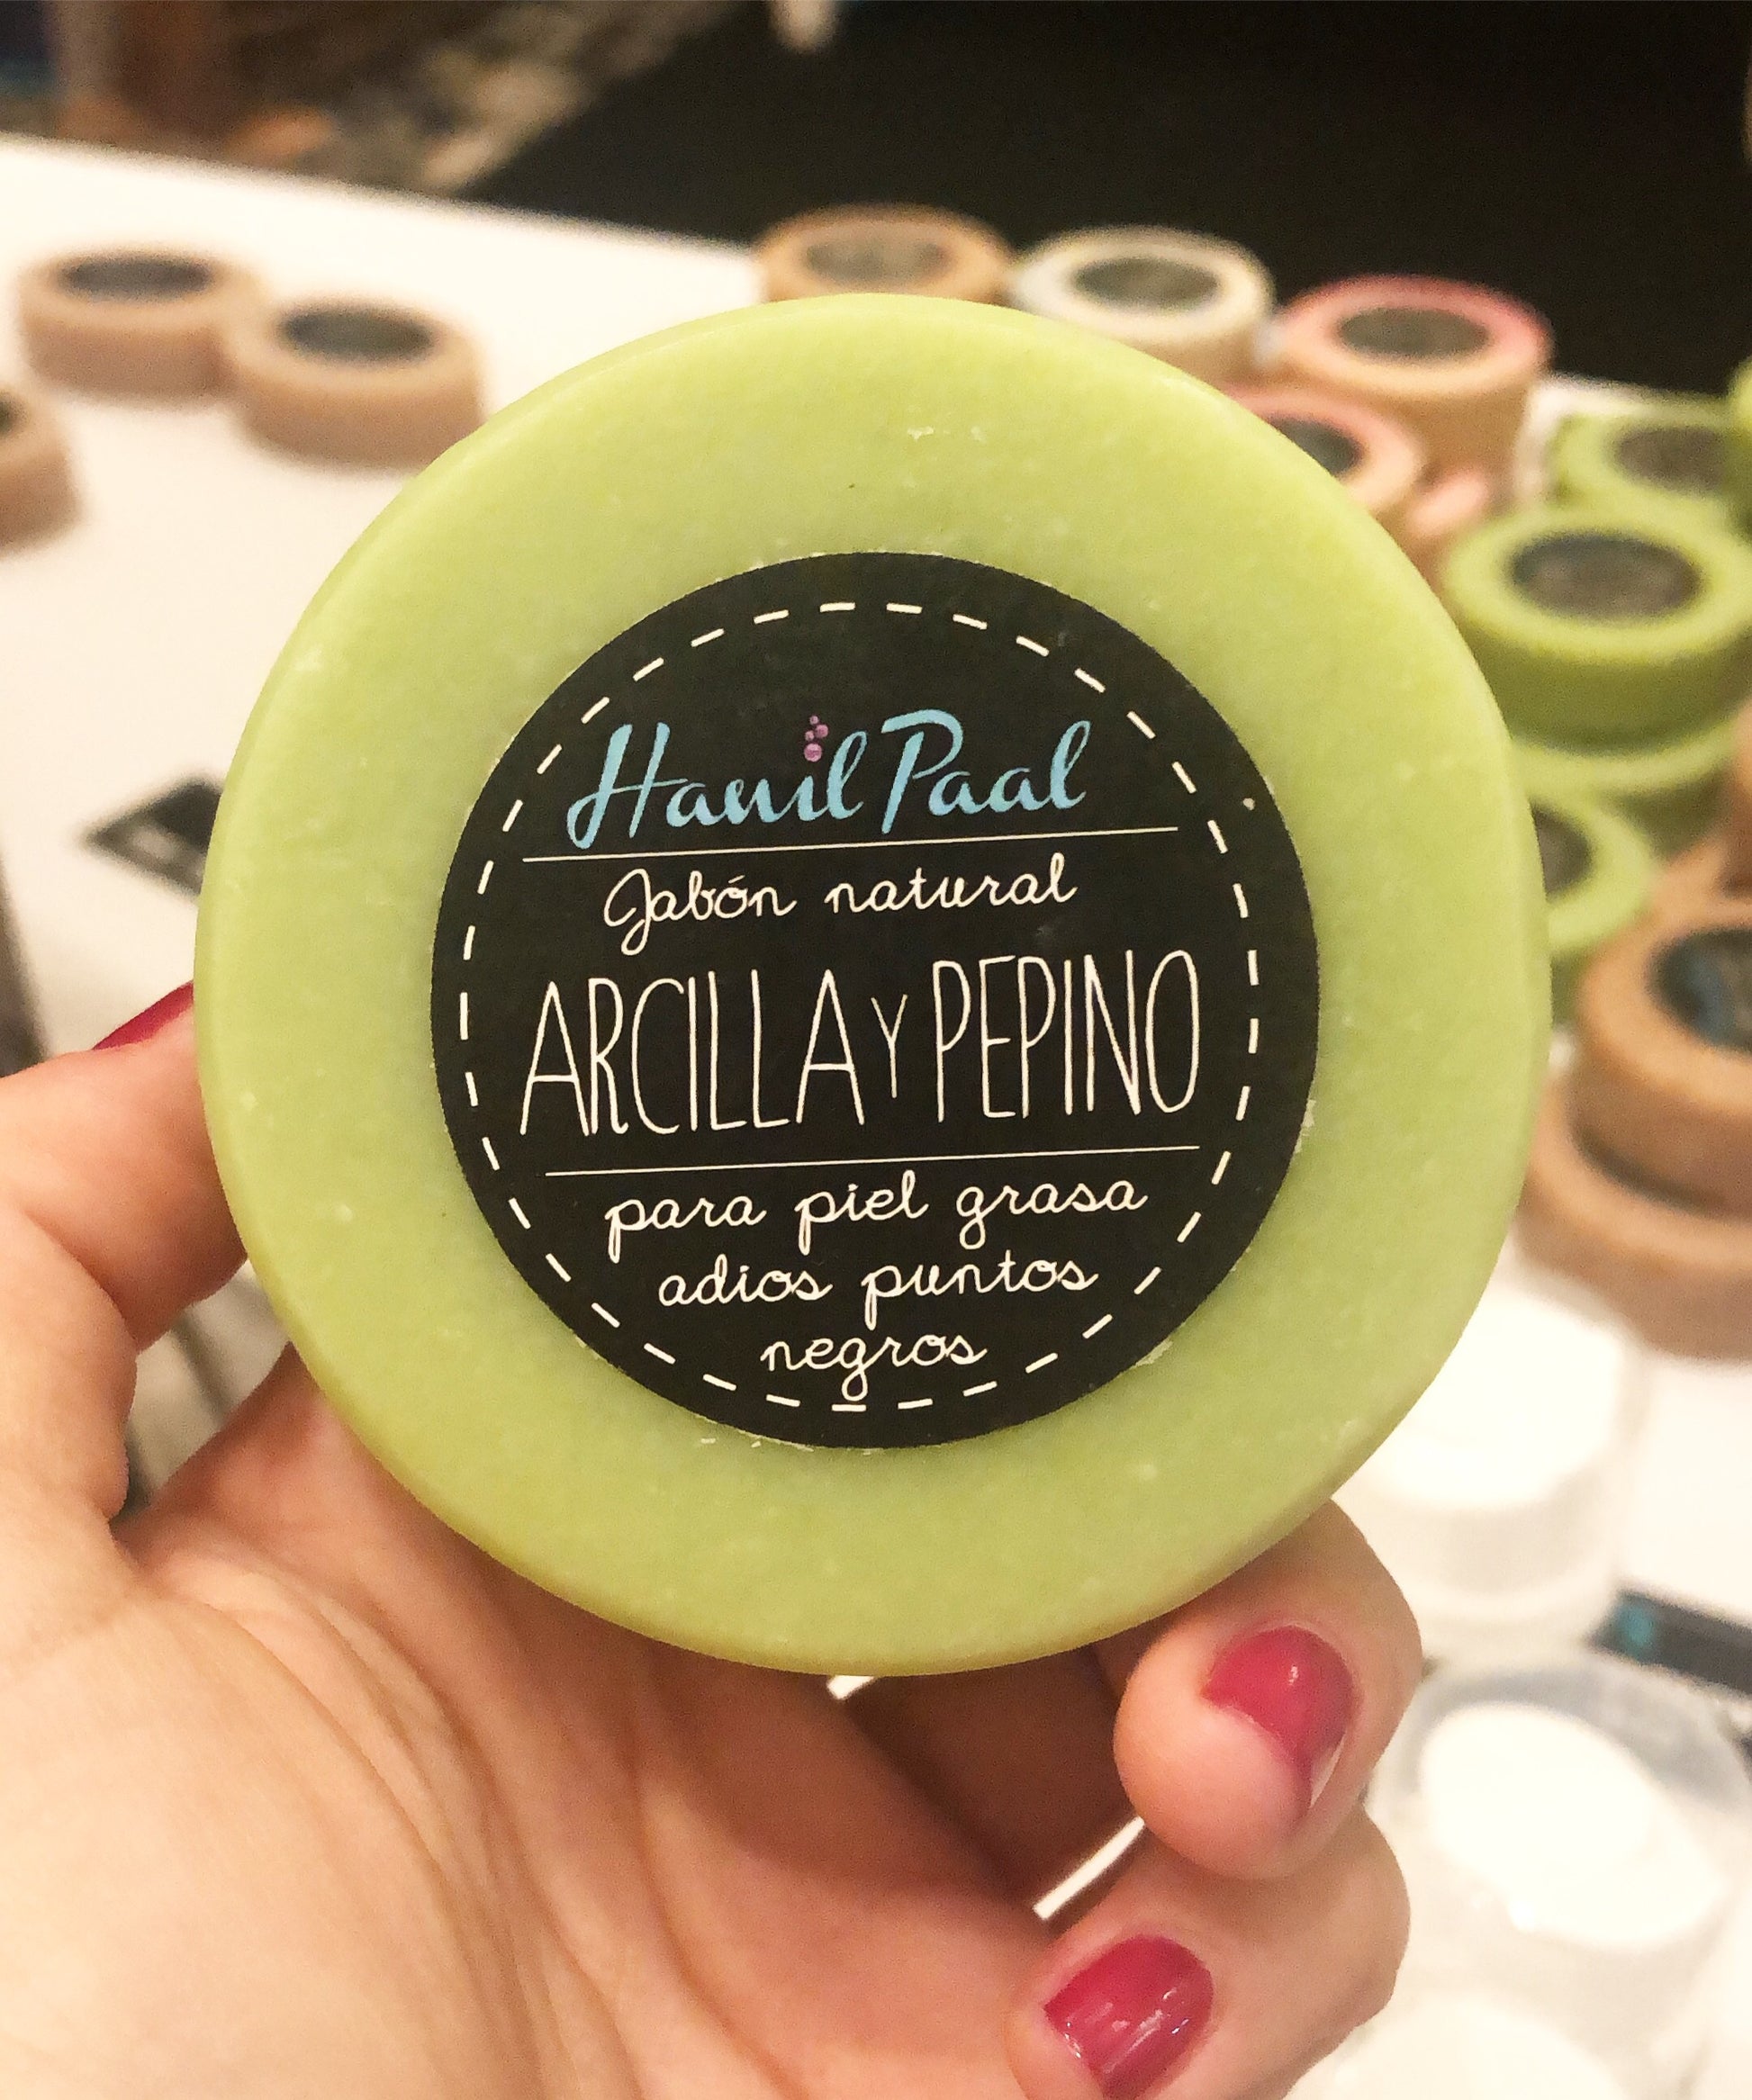 Hanil Paal
Jabón natural
ARCILLA Y PEPINO
para piel grasa
adios puntos
negros